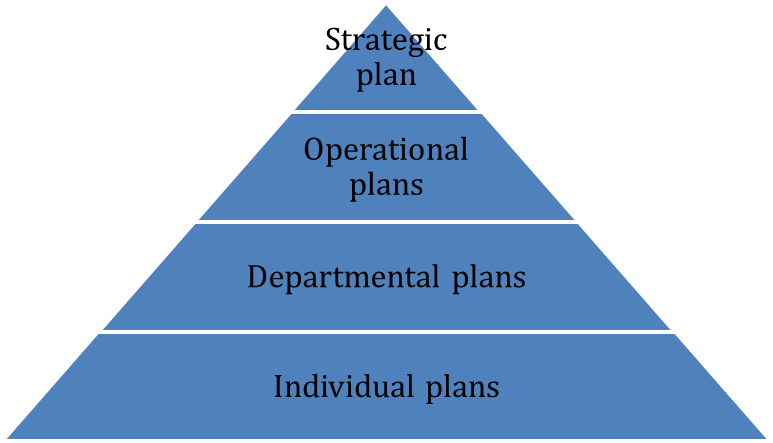 Strategic
plan
Operational
plans
Departmental plans
Individual plans